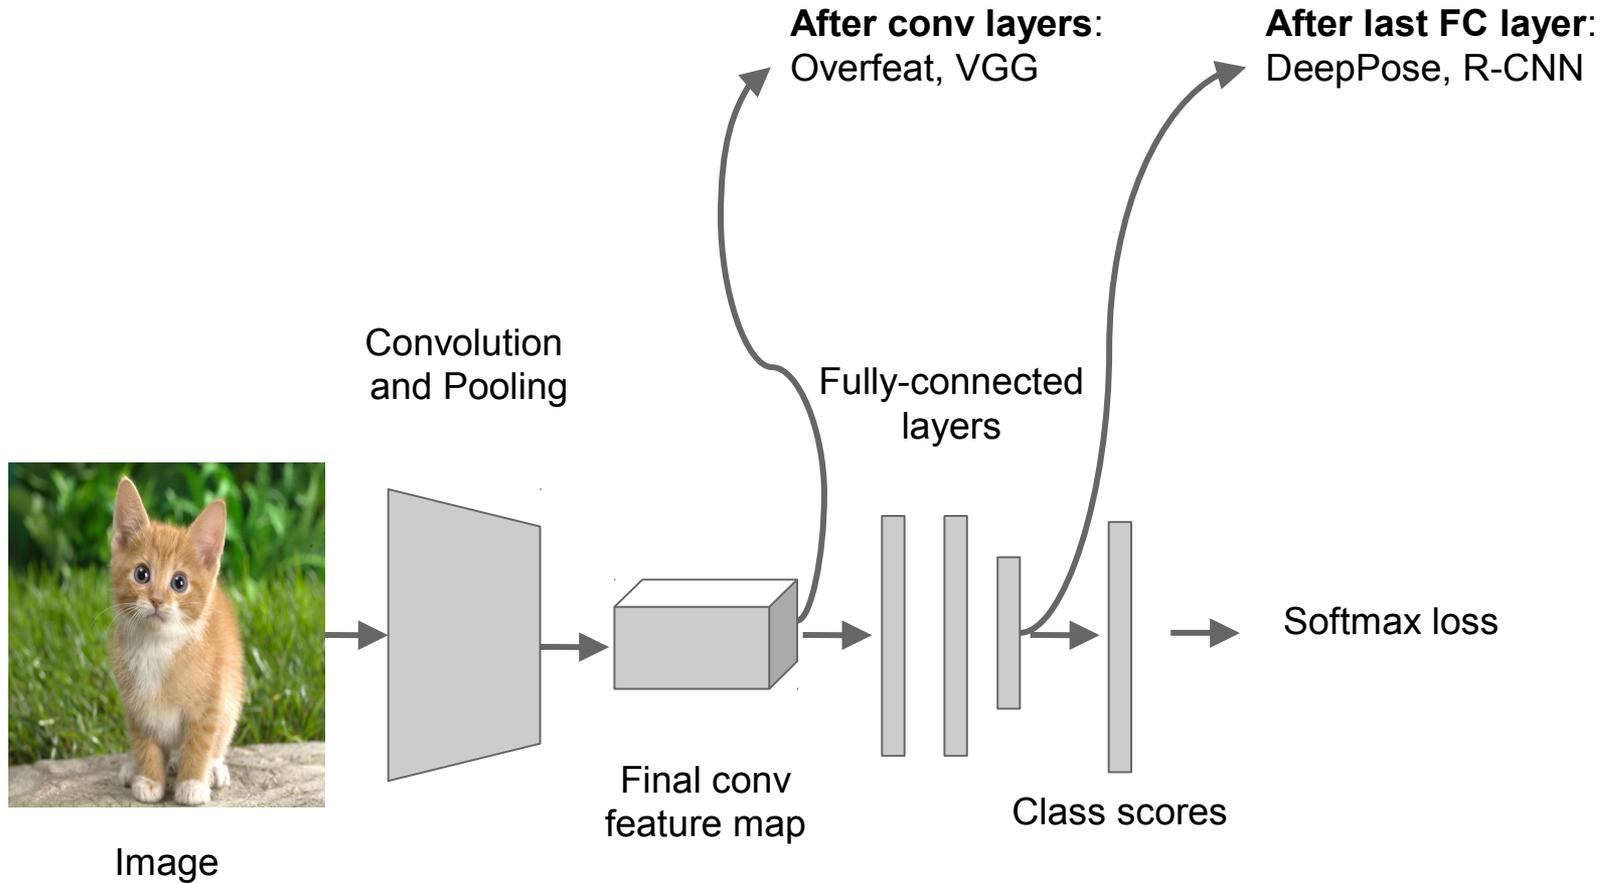 After conv layers:
Overfeat, VGG
After last FC layer:
DeepPose, R-CNN
Convolution
and Pooling
Fully-connected
layers
Softmax loss
Final conv
feature map
Class scores
Image